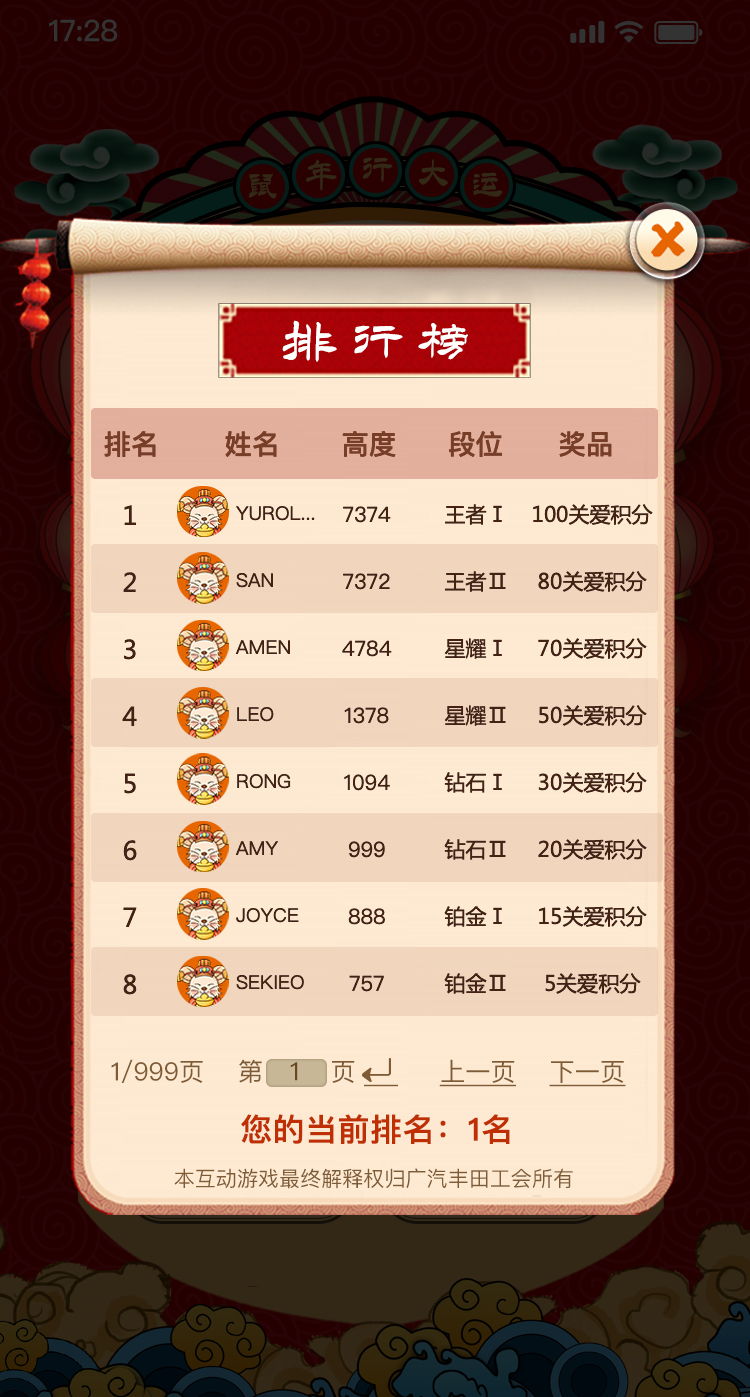 17:28
鼠年行大运
排行榜
排名 姓名 高度 段位 奖品
1 YUROL... 7374 王者Ⅰ 100关爱积分
2 SAN 7372 王者Ⅱ 80关爱积分
3 AMEN 4784 星耀Ⅰ 70关爱积分
4 LEO 1378 星耀Ⅱ 50关爱积分
5 RONG 1094 钻石Ⅰ 30关爱积分
6 AMY 999 钻石Ⅱ 20关爱积分
7 JOYCE 888 铂金Ⅰ 15关爱积分
8 SEKIEO 757 铂金Ⅱ 5关爱积分
1/999页 第 1 页 上一页 下一页
您的当前排名：1名
本互动游戏最终解释权归广汽丰田工会所有